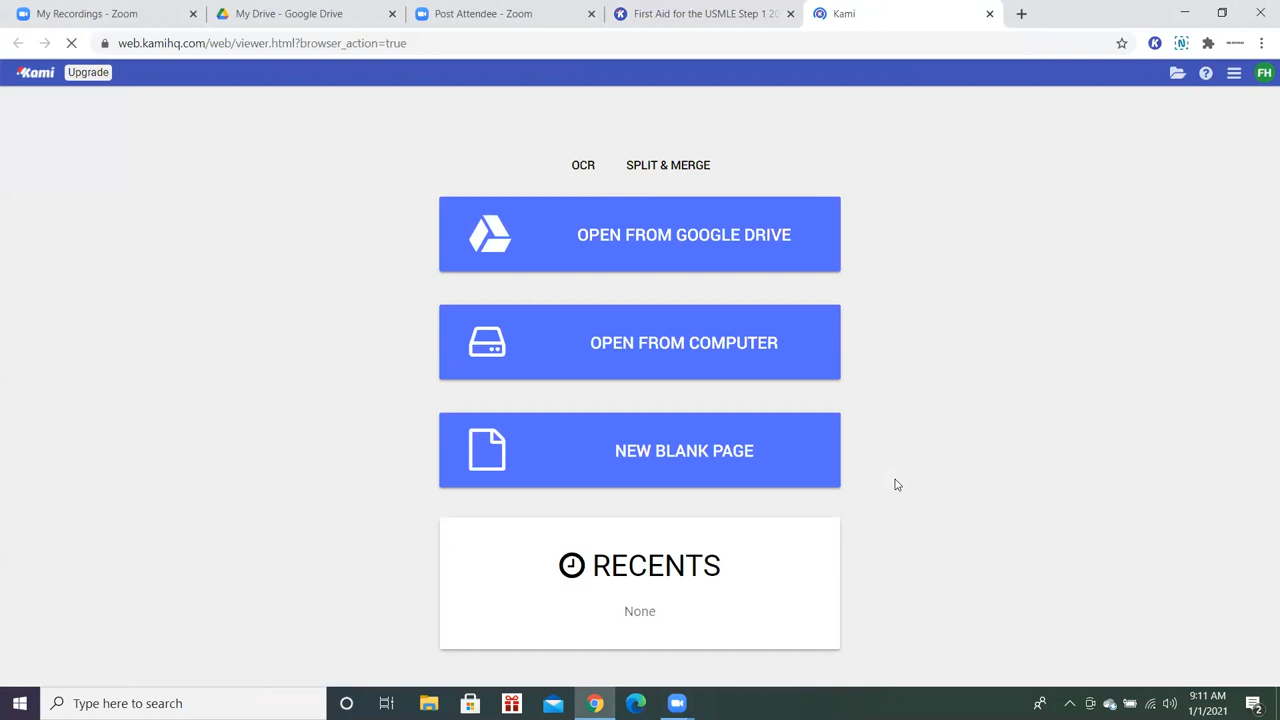 My Recordings - Zoom
My Drive - Google Drive
Post Attendee - Zoom
First Aid for the USMLE Step 1 20
Kami
web.kamihq.com/web/viewer.html?browser_action=true
Kami
Upgrade
FH
OCR
SPLIT & MERGE
OPEN FROM GOOGLE DRIVE
OPEN FROM COMPUTER
NEW BLANK PAGE
RECENTS
None
Type here to search
9:11 AM
1/1/2021
2